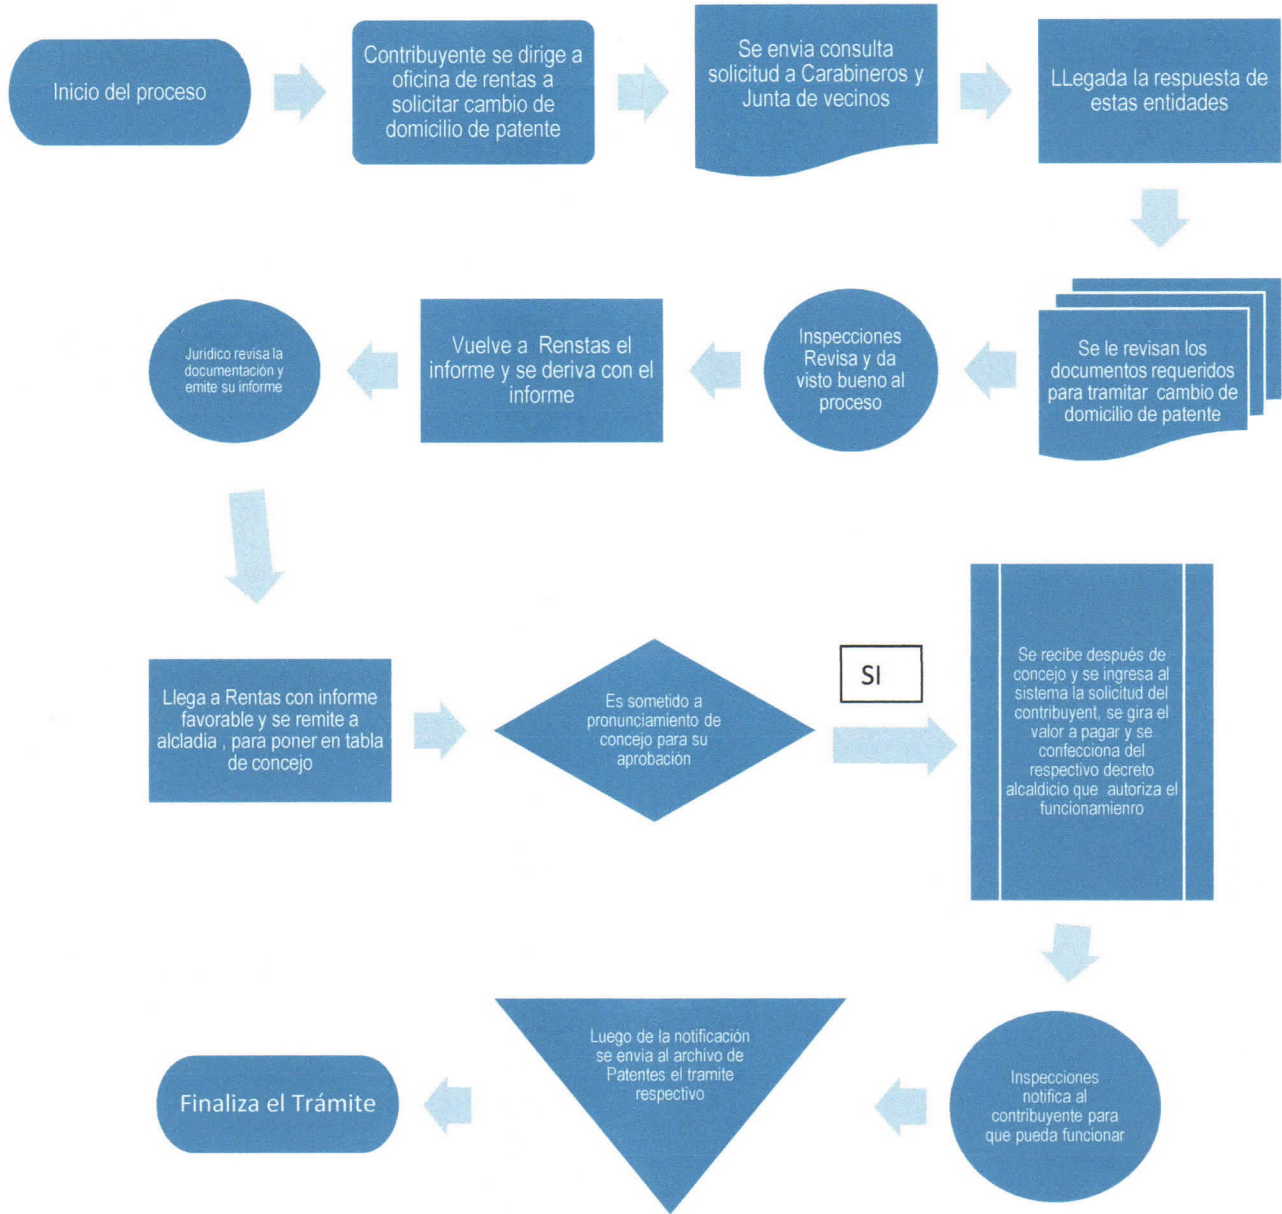 Inicio del proceso
Contribuyente se dirige a
oficina de rentas a
solicitar cambio de
domicilio de patente
Se envia consulta
solicitud a Carabineros y
Junta de vecinos
LLegada la respuesta de
estas entidades
Se le revisan los
documentos requeridos
para tramitar cambio de
domicilio de patente
Inspecciones
Revisa y da
visto bueno al
proceso
Vuelve a Renstas el
informe y se deriva con el
informe
Juridico revisa la
documentación y
emite su informe
Llega a Rentas con informe
favorable y se remite a
alcladia , para poner en tabla
de concejo
Es sometido a
pronunciamiento de
concejo para su
aprobación
SI
Se recibe después de
concejo y se ingresa al
sistema la solicitud del
contribuyent, se gira el
valor a pagar y se
confecciona del
respectivo decreto
alcaldicio que autoriza el
funcionamienro
Inspecciones
notifica al
contribuyente para
que pueda funcionar
Luego de la notificación
se envia al archivo de
Patentes el tramite
respectivo
Finaliza el Trámite